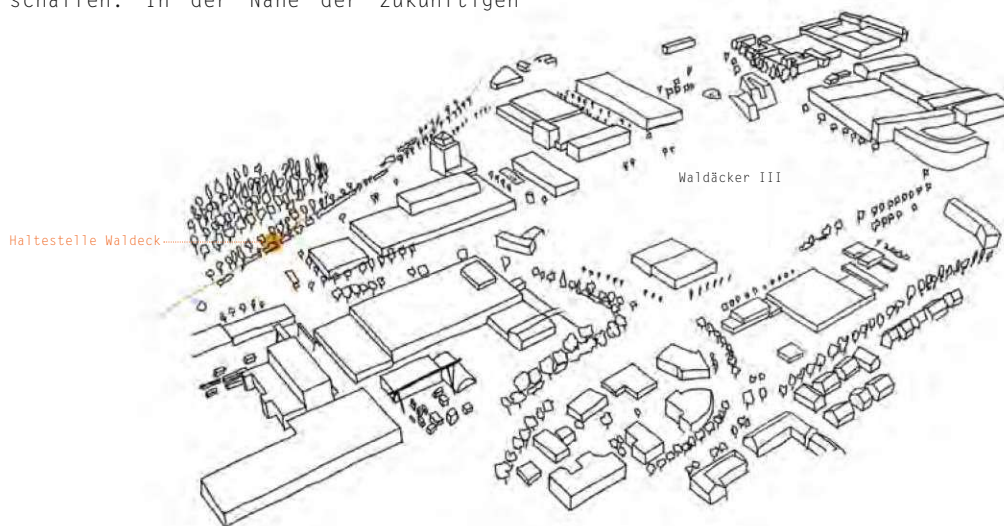 schaffen. In der Nähe der zukünftigen
Waldäcker III
Haltestelle Waldeck